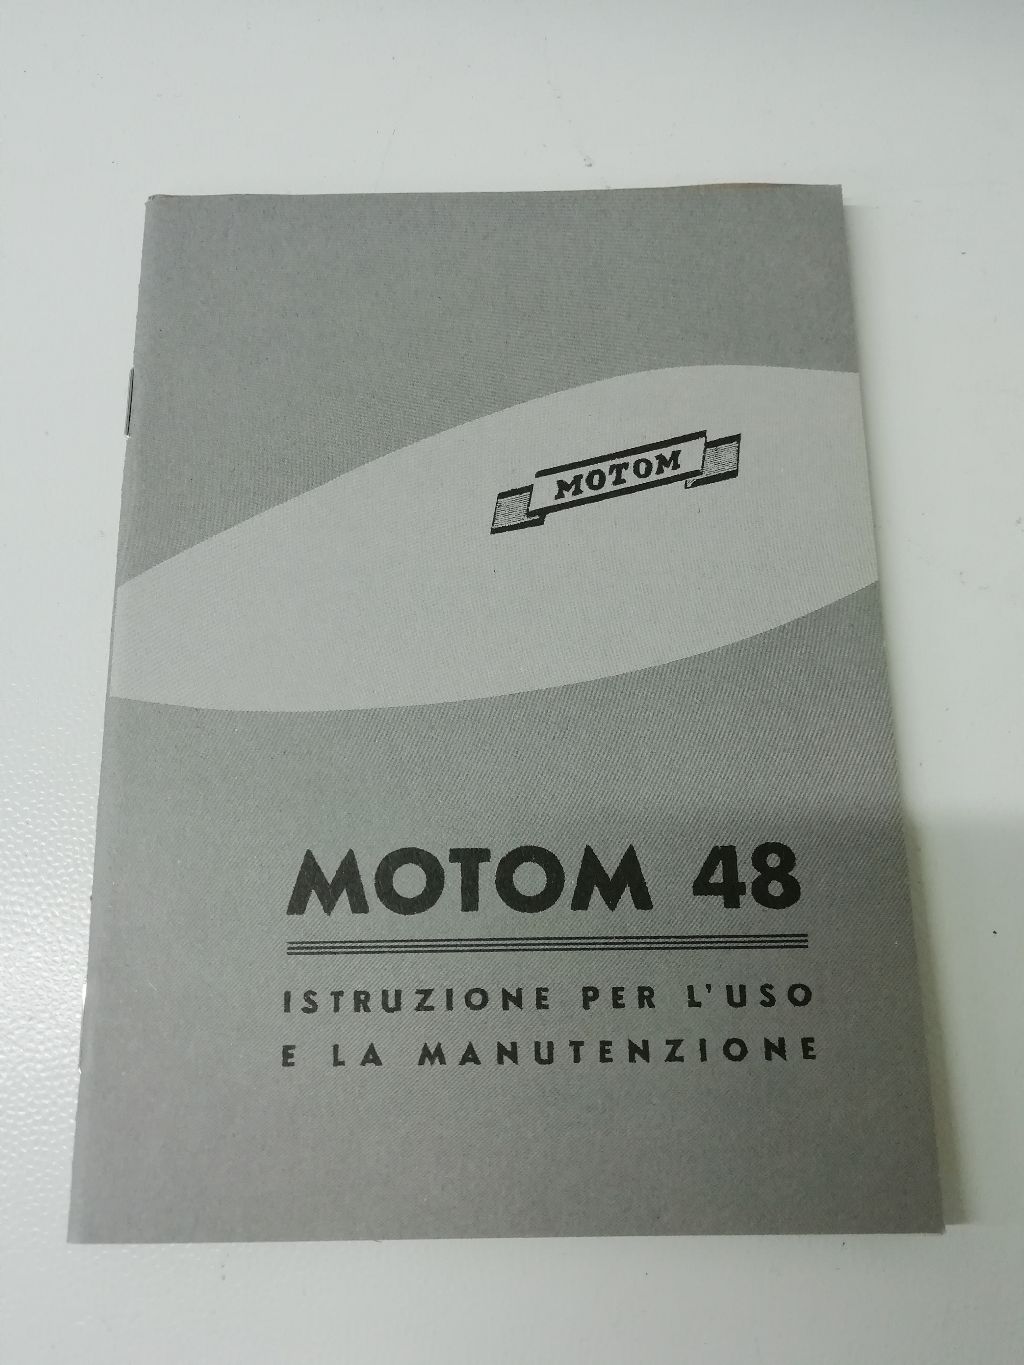 MOTOM
MOTOM 48
ISTRUZIONE PER L'USO
E LA MANUTENZIONE